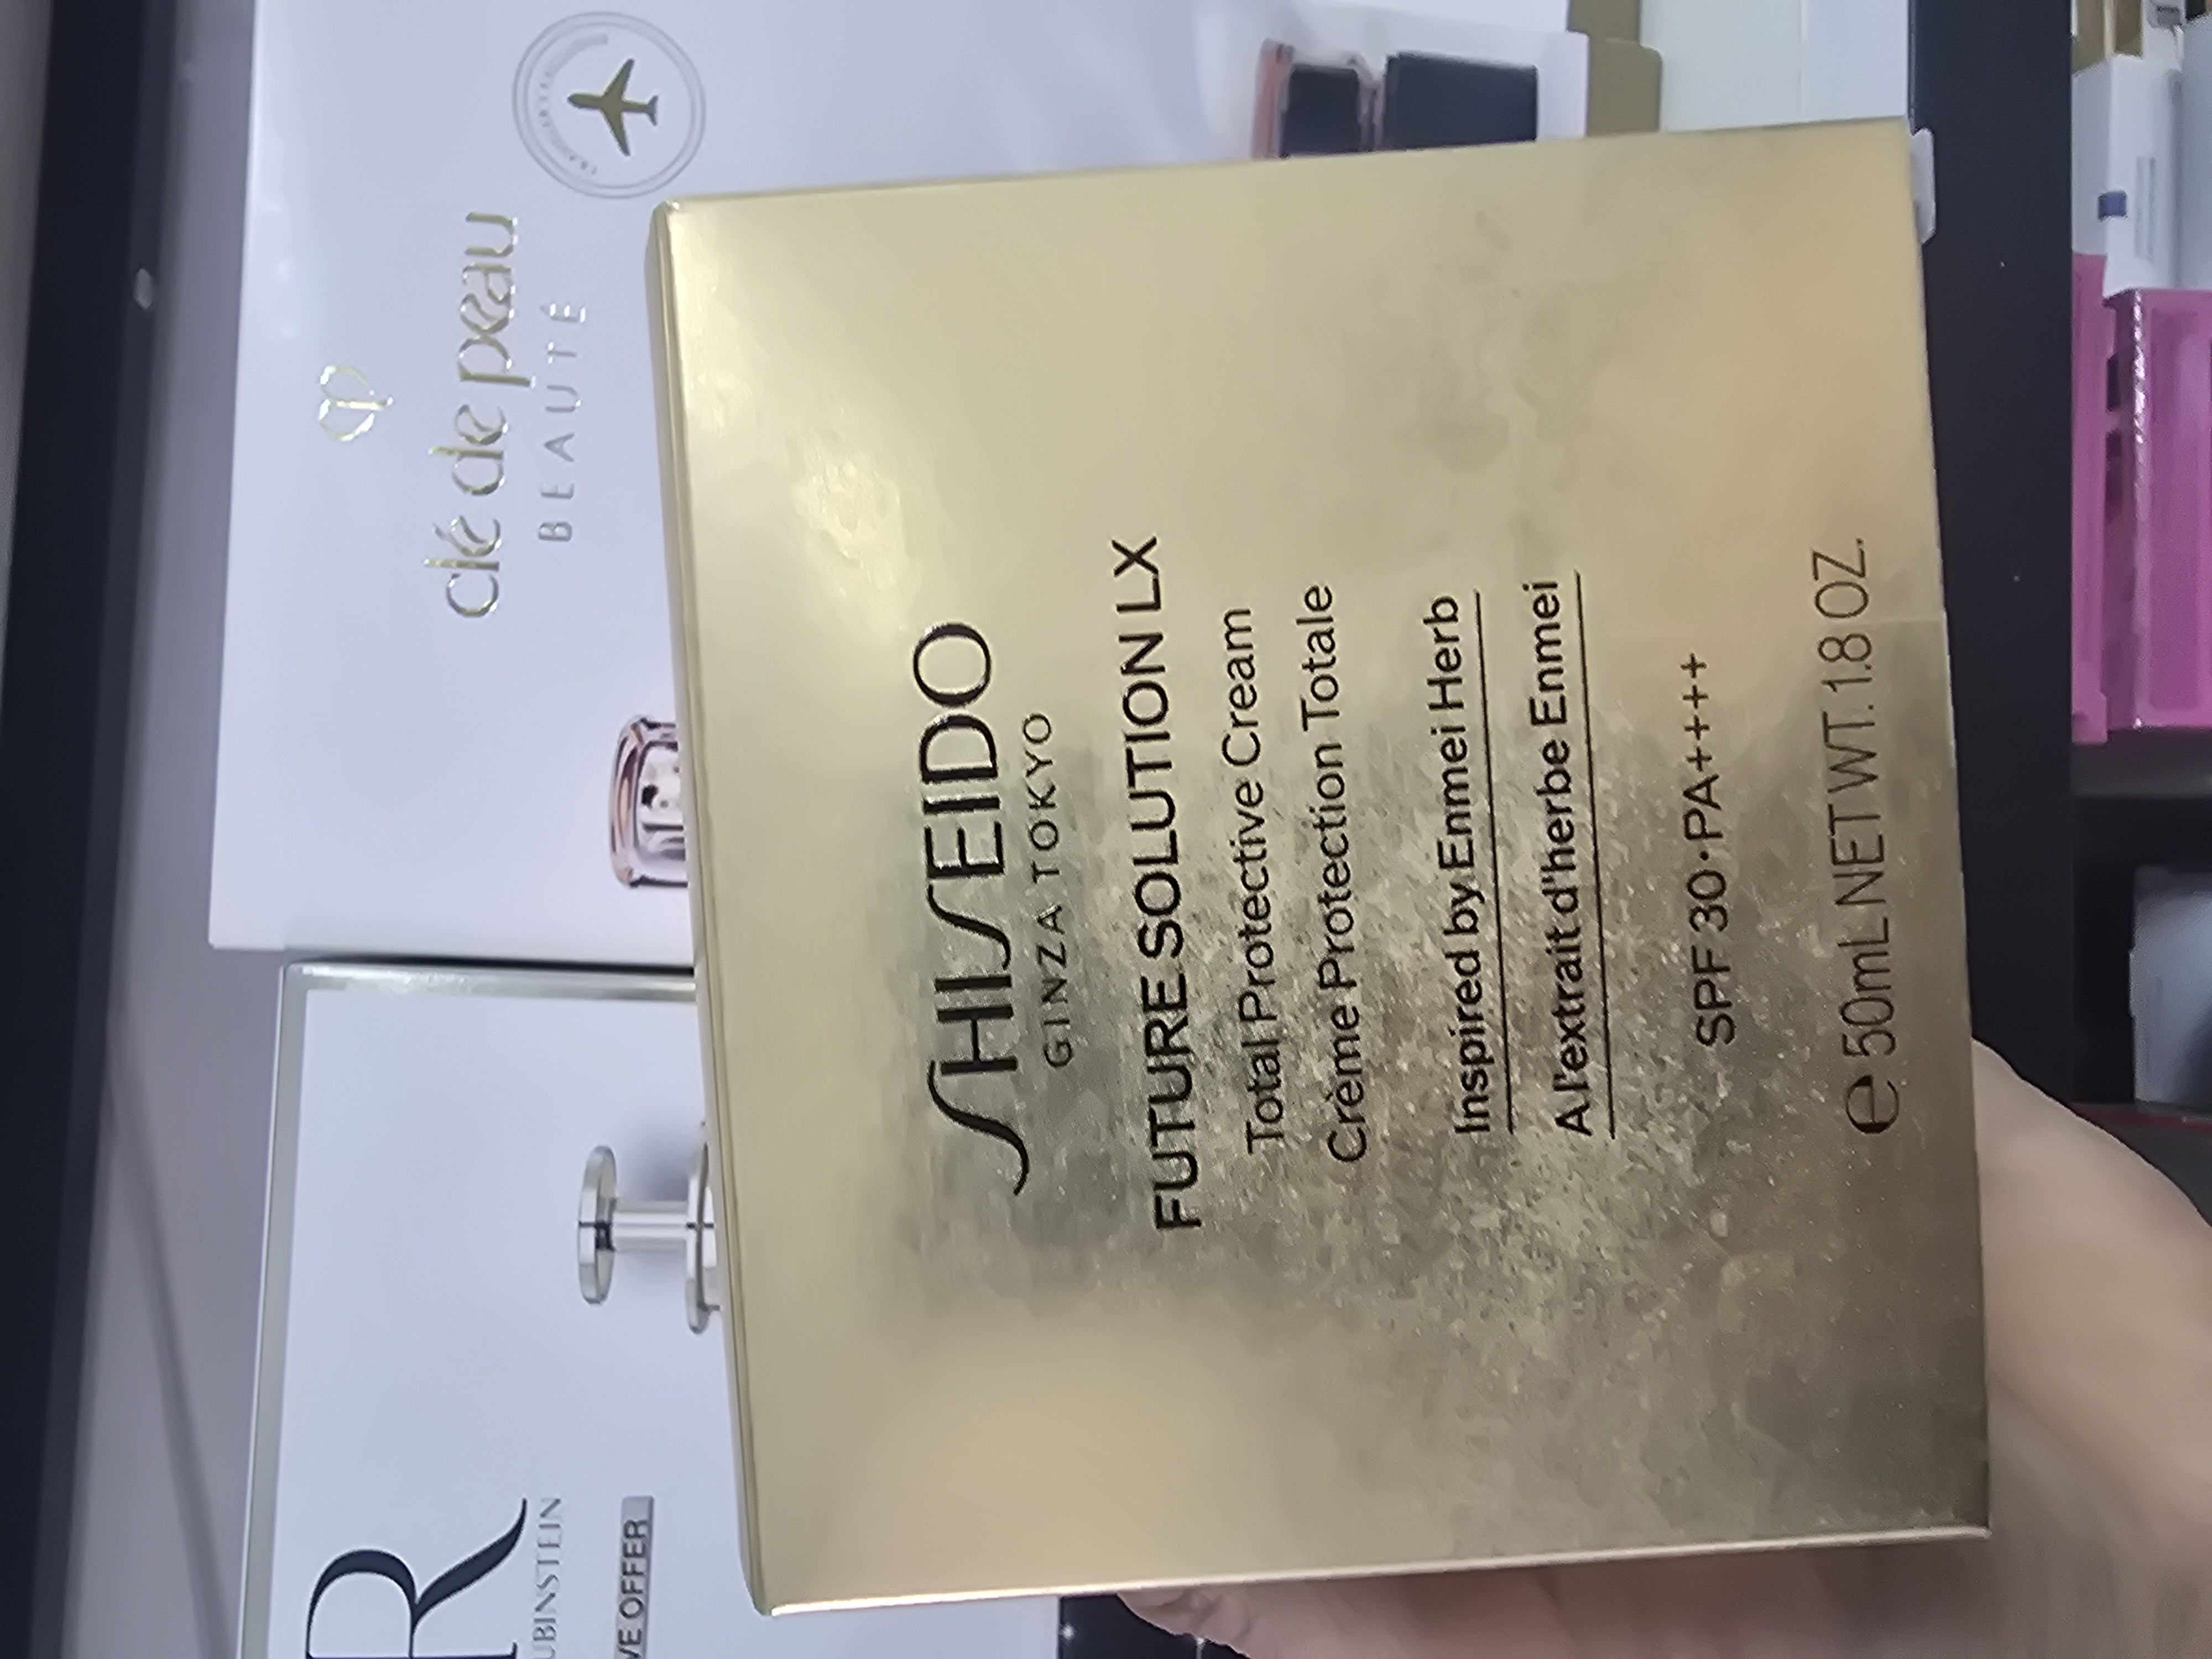 SHISEIDO
GINZA TOKYO
FUTURE SOLUTION LX
Total Protective Cream
Crème Protection Totale
Inspired by Enmei Herb
A l'extrait d'herbe Enmei
SPF 30·PA++++
e 50mL NET WT. 1.8 OZ.
clé de peau
BEAUTÉ
R
UBINSTEIN
VE OFFER